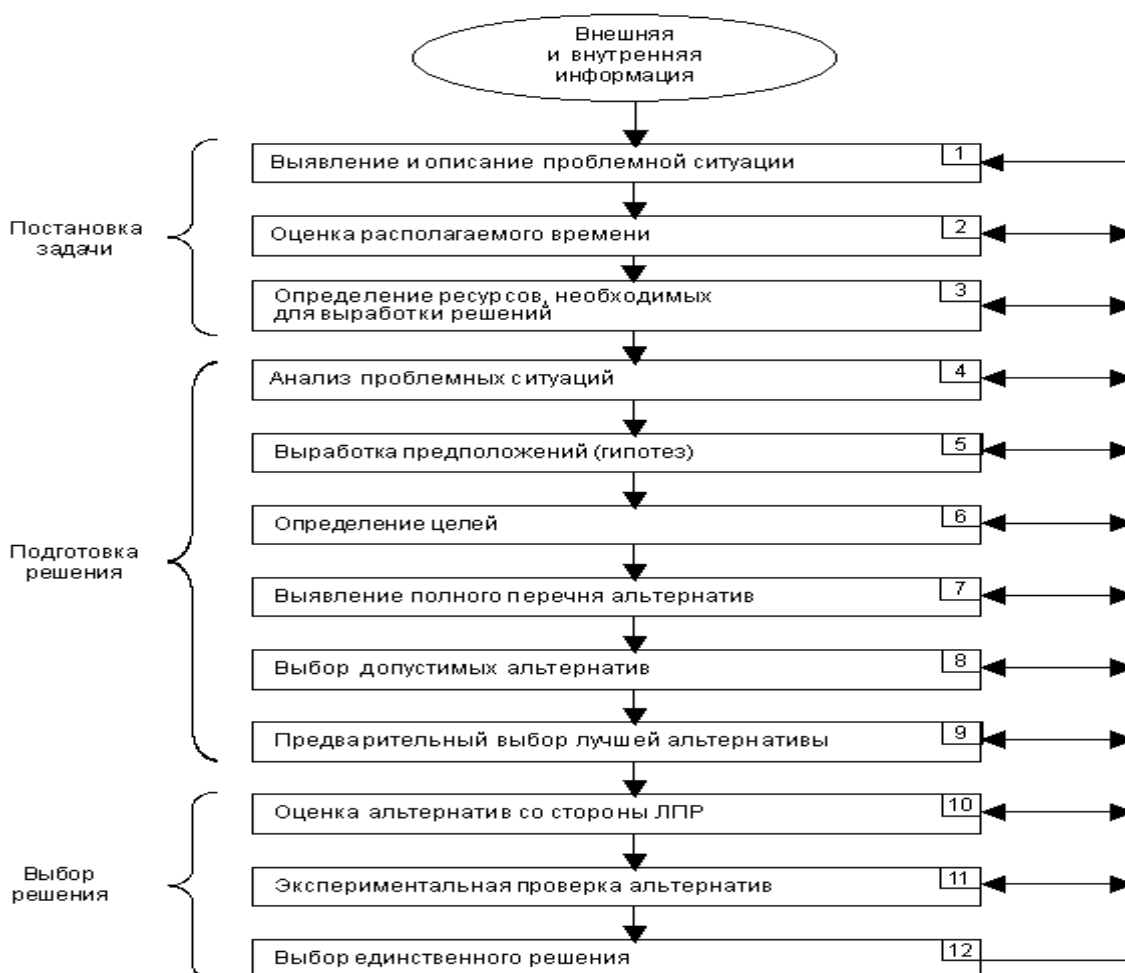 Внешняя
и внутренняя
информация
Постановка
задачи
Выявление и описание проблемной ситуации
1
Оценка располагаемого времени
2
Определение ресурсов, необходимых
для выработки решений
3
Подготовка
решения
Анализ проблемных ситуаций
4
Выработка предположений (гипотез)
5
Определение целей
6
Выявление полного перечня альтернатив
7
Выбор допустимых альтернатив
8
Предварительный выбор лучшей альтернативы
9
Выбор
решения
Оценка альтернатив со стороны ЛПР
10
Экспериментальная проверка альтернатив
11
Выбор единственного решения
12